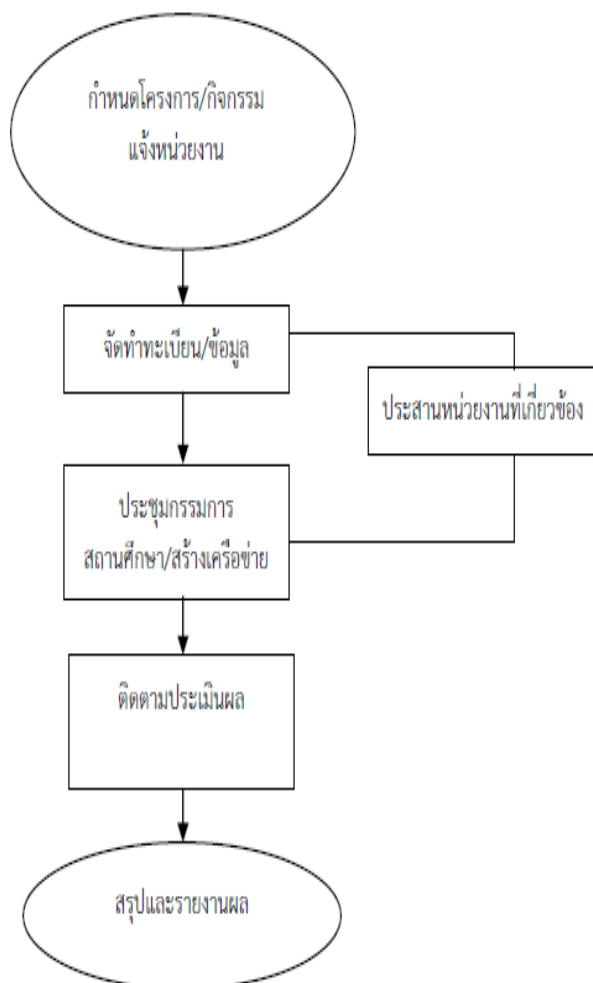 กำหนดโครงการ/กิจกรรม
แจ้งหน่วยงาน
จัดทำทะเบียน/ข้อมูล
ประสานหน่วยงานที่เกี่ยวข้อง
ประชุมกรรมการ
สถานศึกษา/สร้างเครือข่าย
ติดตามประเมินผล
สรุปและรายงานผล